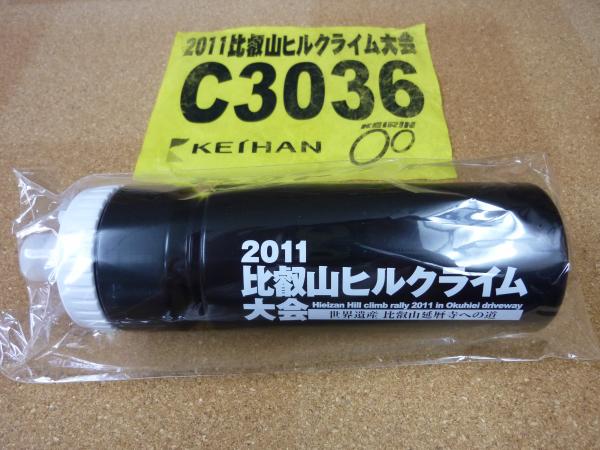 2011比叡山ヒルクライム大会
C3036
KEIHAN
KEIRIN
2011
比叡山ヒルクライム
大会
Hieizan Hill climb rally 2011 in Okuhiei driveway
世界遺産 比叡山延暦寺への道